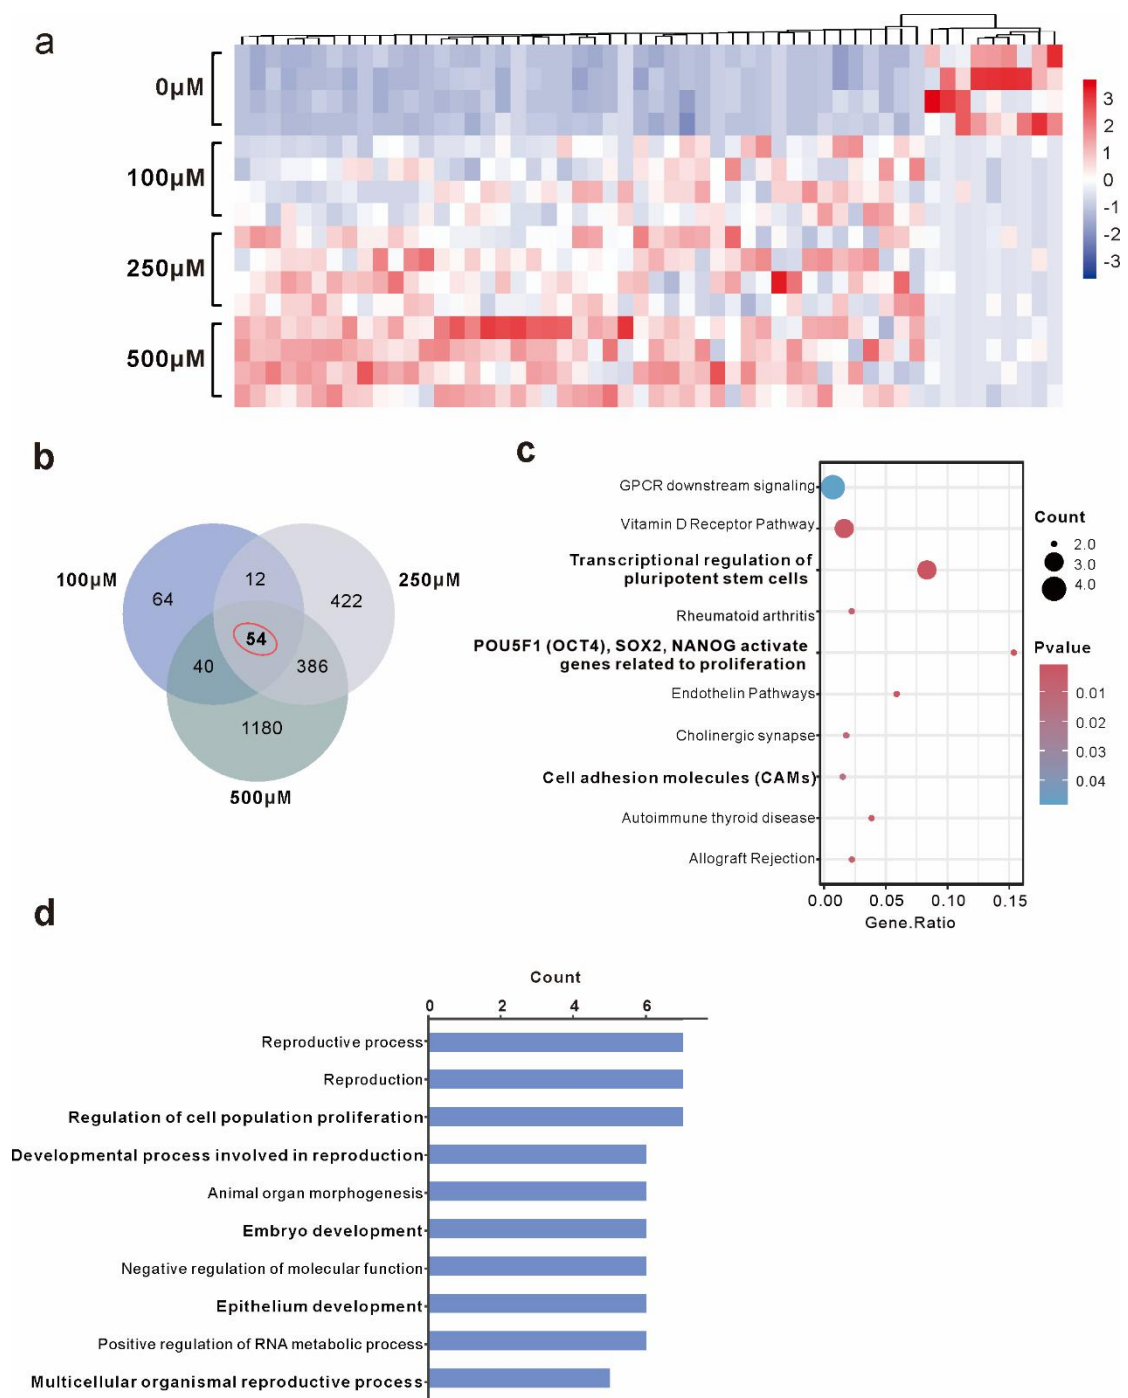 a
0μM
100μM
250μM
500μM
3
2
1
0
-1
-2
-3
b
100μM
250μM
500μM
64
12
422
54
40
386
1180
c
GPCR downstream signaling
Vitamin D Receptor Pathway
Transcriptional regulation of
pluripotent stem cells
Rheumatoid arthritis
POU5F1 (OCT4), SOX2, NANOG activate
genes related to proliferation
Endothelin Pathways
Cholinergic synapse
Cell adhesion molecules (CAMs)
Autoimmune thyroid disease
Allograft Rejection
0.00 0.05 0.10 0.15
Gene.Ratio
Count
2.0
3.0
4.0
Pvalue
0.01
0.02
0.03
0.04
d
Count
0 2 4 6
Reproductive process
Reproduction
Regulation of cell population proliferation
Developmental process involved in reproduction
Animal organ morphogenesis
Embryo development
Negative regulation of molecular function
Epithelium development
Positive regulation of RNA metabolic process
Multicellular organismal reproductive process